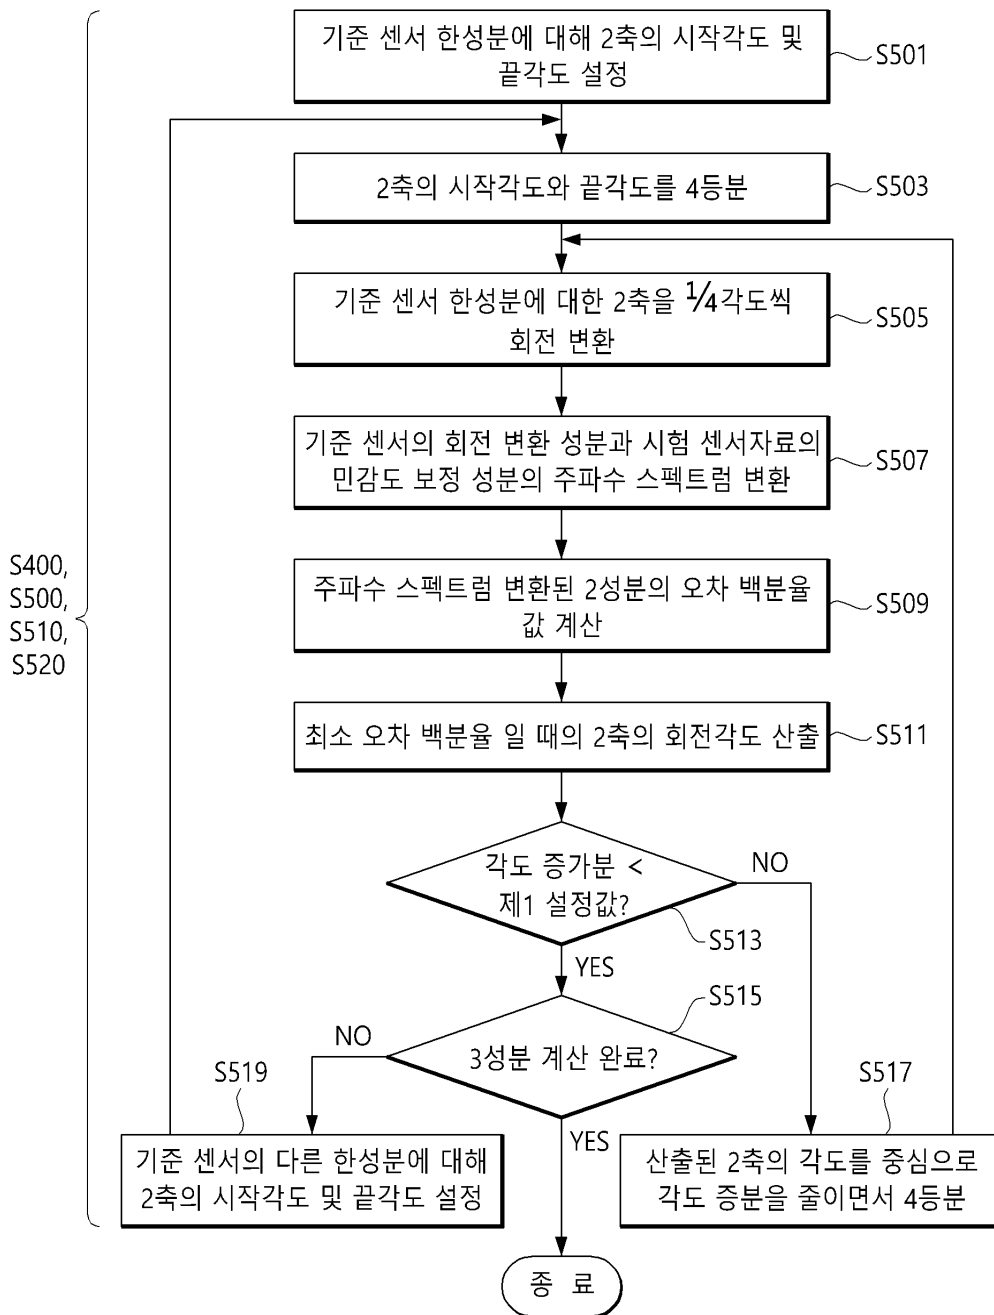 기준 센서 한성분에 대해 2축의 시작각도 및
끝각도 설정
S501
2축의 시작각도와 끝각도를 4등분
S503
기준 센서 한성분에 대한 2축을 ¼각도씩
회전 변환
S505
기준 센서의 회전 변환 성분과 시험 센서자료의
민감도 보정 성분의 주파수 스펙트럼 변환
S507
S400,
S500,
S510,
S520
주파수 스펙트럼 변환된 2성분의 오차 백분율
값 계산
S509
최소 오차 백분율 일 때의 2축의 회전각도 산출
S511
각도 증가분 <
제1 설정값?
NO
S513
YES
S515
3성분 계산 완료?
NO
YES
S519
S517
기준 센서의 다른 한성분에 대해
2축의 시작각도 및 끝각도 설정
산출된 2축의 각도를 중심으로
각도 증분을 줄이면서 4등분
종 료